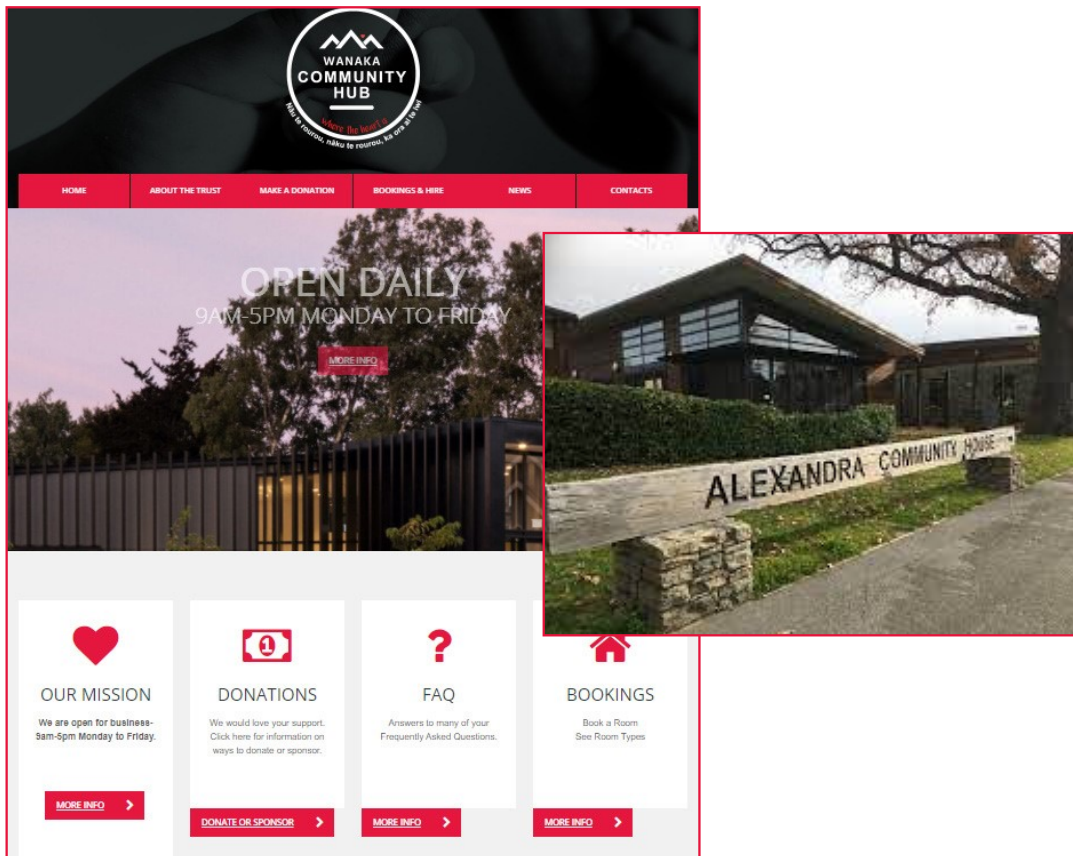 WANAKA
COMMUNITY
HUB
where the heart is
Nāu te rourou, nāku te rourou, ka ora ai te iwi
HOME
ABOUT THE TRUST
MAKE A DONATION
BOOKINGS & HIRE
NEWS
CONTACTS
OPEN DAILY
9AM-5PM MONDAY TO FRIDAY
MORE INFO
ALEXANDRA COMMUNITY HOUSE
OUR MISSION
We are open for business-
9am-5pm Monday to Friday.
MORE INFO
DONATIONS
We would love your support.
Click here for information on
ways to donate or sponsor.
DONATE OR SPONSOR
FAQ
Answers to many of your
Frequently Asked Questions.
MORE INFO
BOOKINGS
Book a Room
See Room Types
MORE INFO